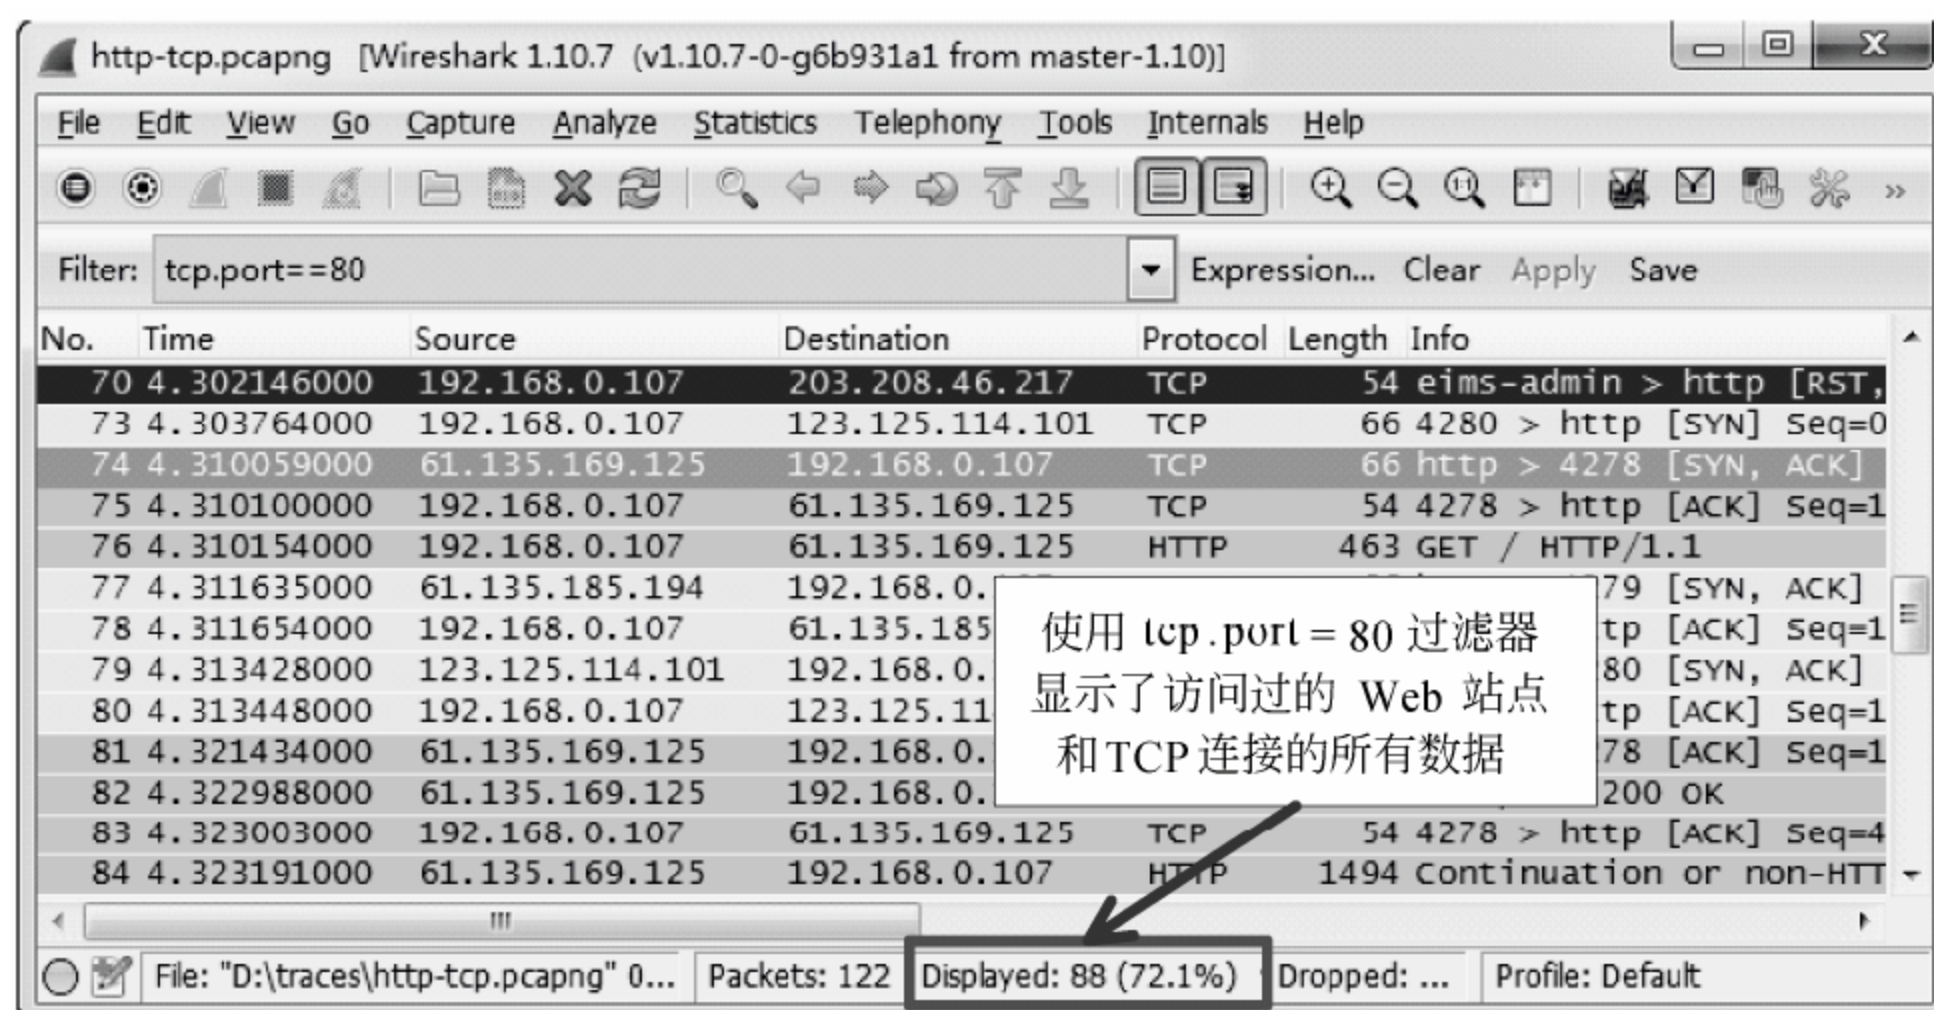 http-tcp.pcapng [Wireshark 1.10.7 (v1.10.7-0-g6b931a1 from master-1.10)]
File Edit View Go Capture Analyze Statistics Telephony Tools Internals Help
Filter: tcp.port==80 Expression... Clear Apply Save
No. Time Source Destination Protocol Length Info
70 4.302146000 192.168.0.107 203.208.46.217 TCP 54 eims-admin > http [RST,
73 4.303764000 192.168.0.107 123.125.114.101 TCP 66 4280 > http [SYN] Seq=0
74 4.310059000 61.135.169.125 192.168.0.107 TCP 66 http > 4278 [SYN, ACK]
75 4.310100000 192.168.0.107 61.135.169.125 TCP 54 4278 > http [ACK] Seq=1
76 4.310154000 192.168.0.107 61.135.169.125 HTTP 463 GET / HTTP/1.1
77 4.311635000 61.135.185.194 192.168.0. 79 [SYN, ACK]
78 4.311654000 192.168.0.107 61.135.185 tp [ACK] Seq=1
79 4.313428000 123.125.114.101 192.168.0. 80 [SYN, ACK]
80 4.313448000 192.168.0.107 123.125.11 tp [ACK] Seq=1
81 4.321434000 61.135.169.125 192.168.0. 78 [ACK] Seq=1
82 4.322988000 61.135.169.125 192.168.0. 200 OK
83 4.323003000 192.168.0.107 61.135.169.125 TCP 54 4278 > http [ACK] Seq=4
84 4.323191000 61.135.169.125 192.168.0.107 HTTP 1494 Continuation or non-HTT
使用 tcp.port = 80 过滤器
显示了访问过的 Web 站点
和TCP连接的所有数据
File: "D:\traces\http-tcp.pcapng" 0... Packets: 122 Displayed: 88 (72.1%) Dropped: ... Profile: Default